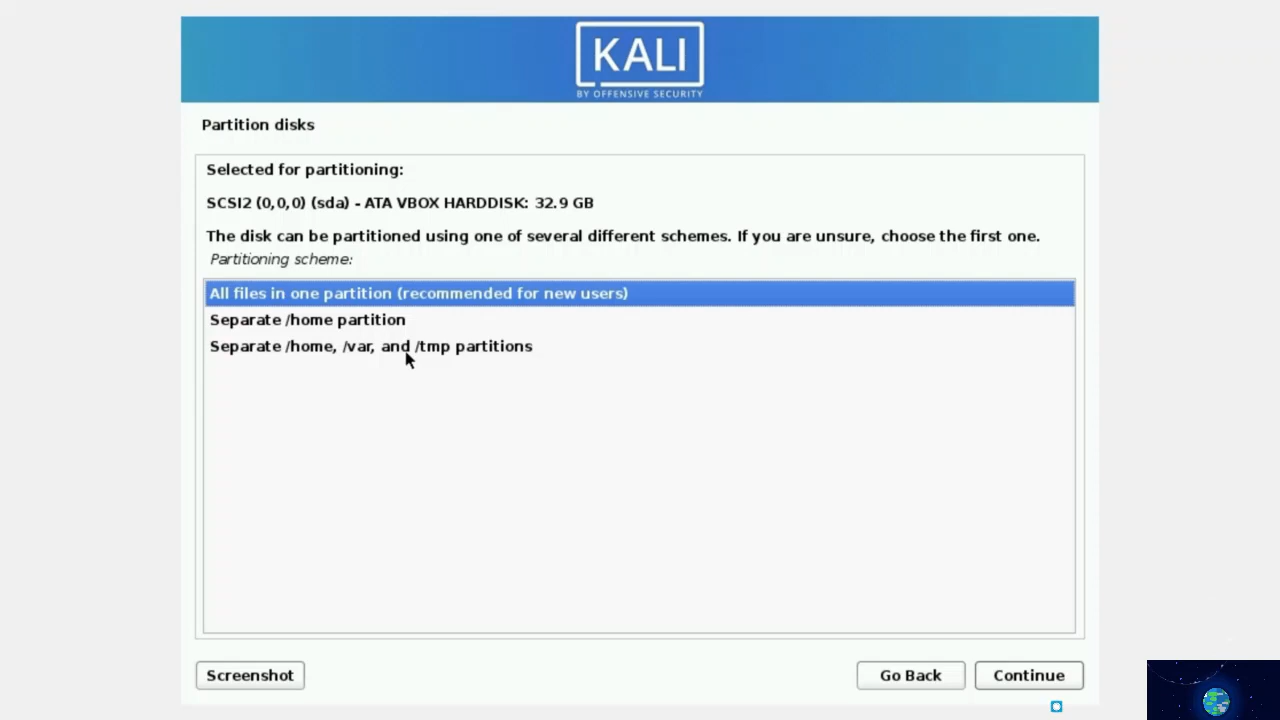 KALI
BY OFFENSIVE SECURITY
Partition disks
Selected for partitioning:
SCSI2 (0,0,0) (sda) - ATA VBOX HARDDISK: 32.9 GB
The disk can be partitioned using one of several different schemes. If you are unsure, choose the first one.
Partitioning scheme:
All files in one partition (recommended for new users)
Separate /home partition
Separate /home, /var, and /tmp partitions
Screenshot
Go Back
Continue